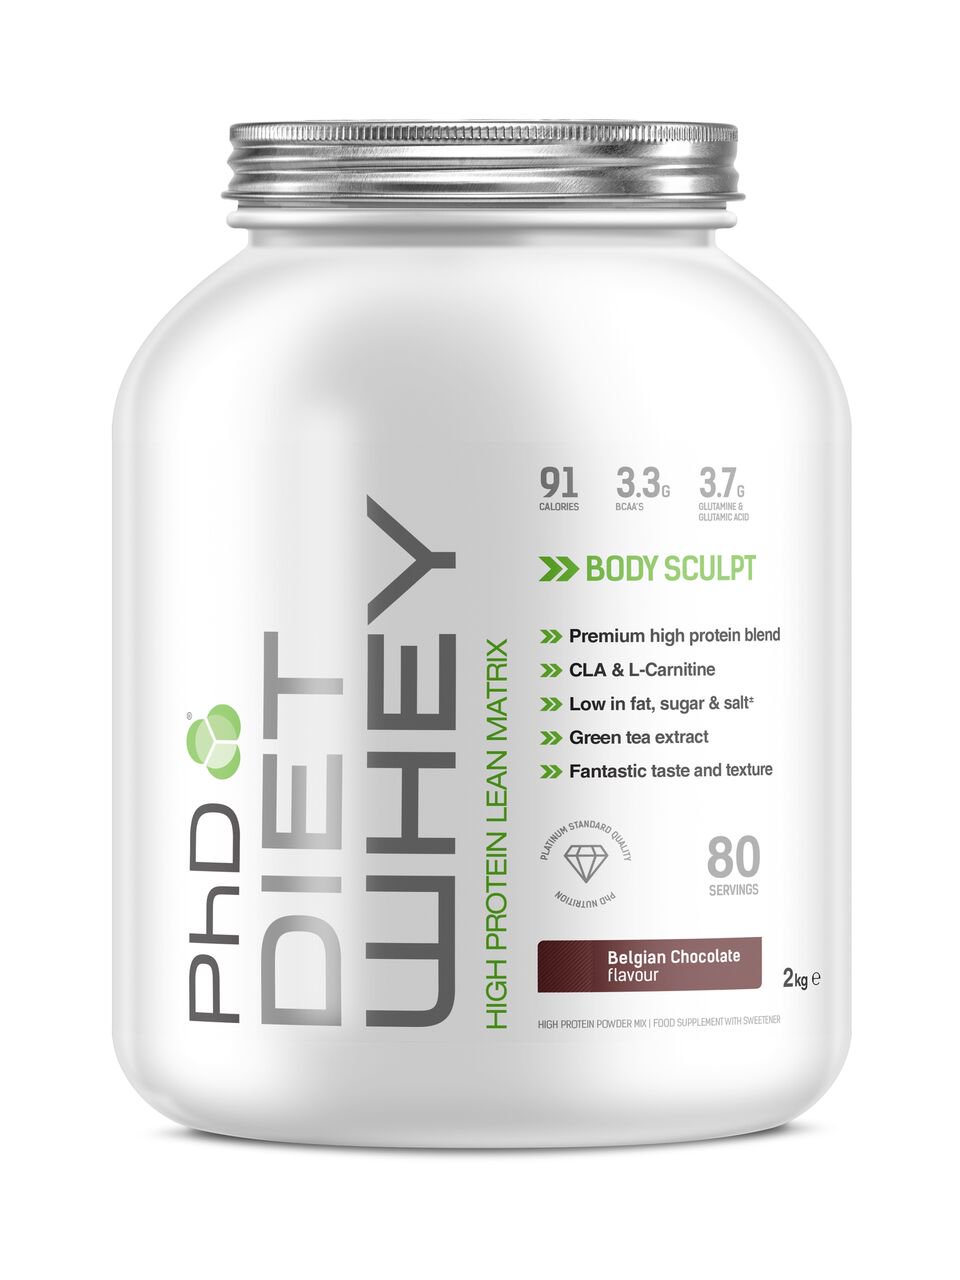 PhD®
DIET
WHEY
HIGH PROTEIN LEAN MATRIX
91
CALORIES
3.3G
BCAA'S
3.7G
GLUTAMINE &
GLUTAMIC ACID
BODY SCULPT
Premium high protein blend
CLA & L-Carnitine
Low in fat, sugar & salt±
Green tea extract
Fantastic taste and texture
PLATINUM STANDARD QUALITY
PhD NUTRITION
80
SERVINGS
Belgian Chocolate
flavour
2kg ℮
HIGH PROTEIN POWDER MIX | FOOD SUPPLEMENT WITH SWEETENER